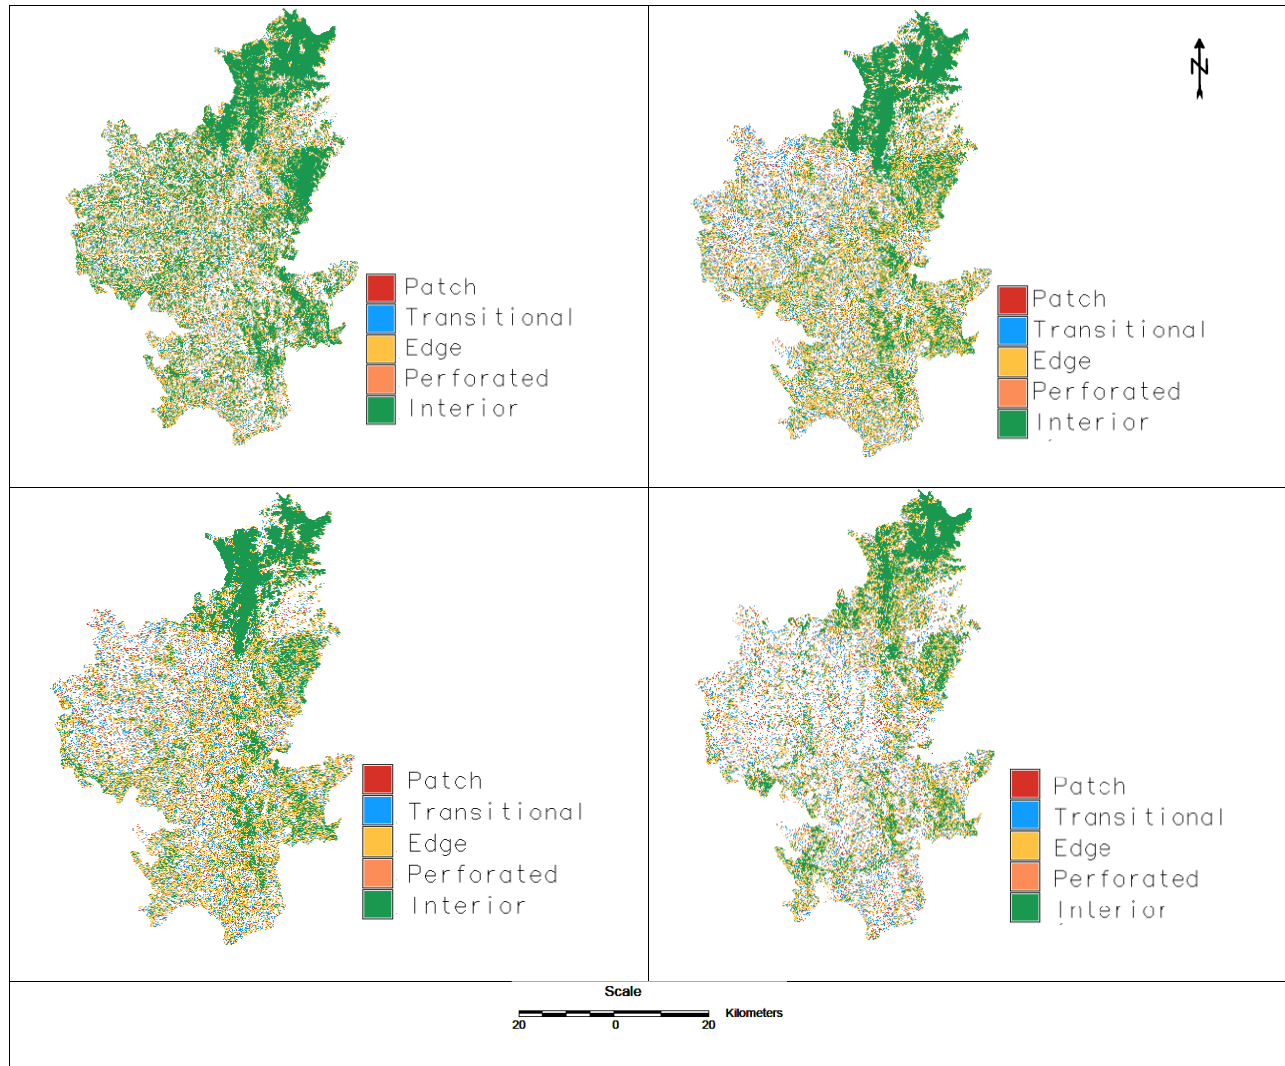 N
Patch
Transitional
Edge
Perforated
Interior
Patch
Transitional
Edge
Perforated
Interior
Patch
Transitional
Edge
Perforated
Interior
Patch
Transitional
Edge
Perforated
Interior
Scale
20 0 20 Kilometers